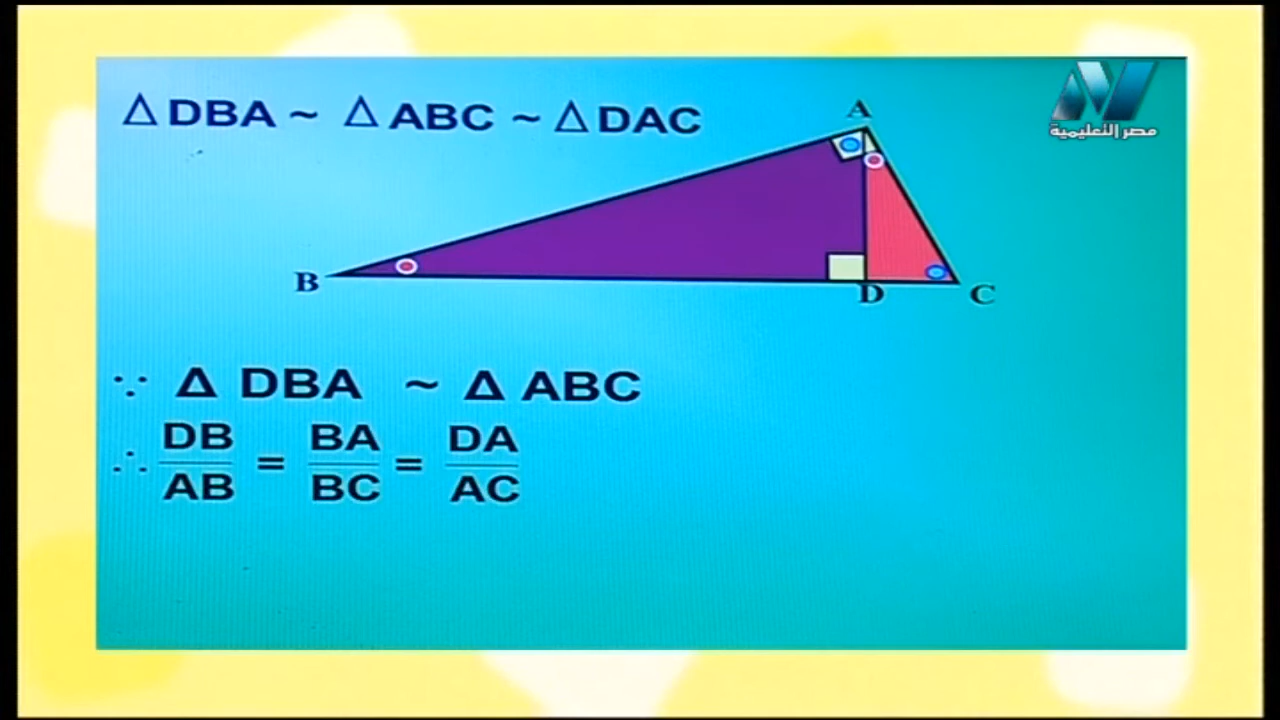 △DBA ~ △ABC ~ △DAC
A
مصر التعليمية
B
D
C
∵ Δ DBA ~ Δ ABC
∴ DB/AB = BA/BC = DA/AC